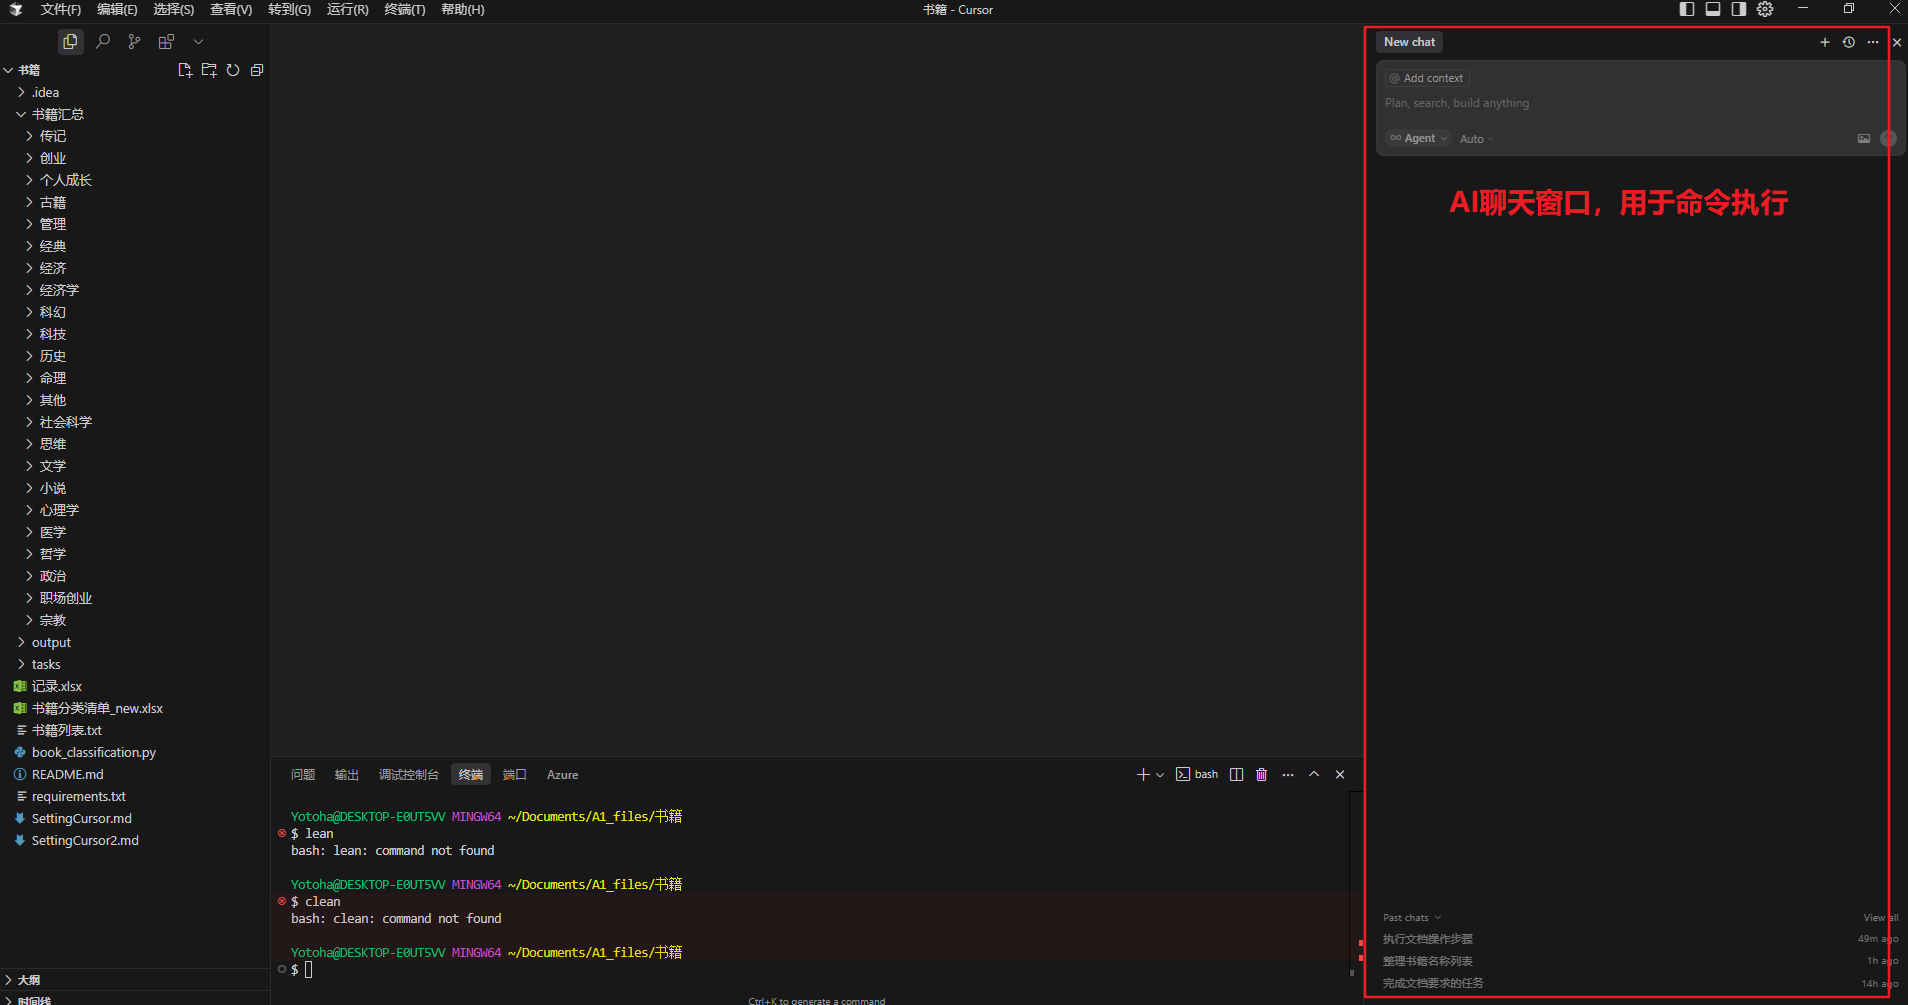 文件(F) 编辑(E) 选择(S) 查看(V) 转到(G) 运行(R) 终端(T) 帮助(H) 书籍 - Cursor
书籍
.idea
书籍汇总
传记
创业
个人成长
古籍
管理
经典
经济
经济学
科幻
科技
历史
命理
其他
社会科学
思维
文学
小说
心理学
医学
哲学
政治
职场创业
宗教
output
tasks
记录.xlsx
书籍分类清单_new.xlsx
书籍列表.txt
book_classification.py
README.md
requirements.txt
SettingCursor.md
SettingCursor2.md
大纲
时间线
问题 输出 调试控制台 终端 端口 Azure bash
Yotoha@DESKTOP-E0UT5VV MINGW64 ~/Documents/A1_files/书籍
$ lean
bash: lean: command not found
Yotoha@DESKTOP-E0UT5VV MINGW64 ~/Documents/A1_files/书籍
$ clean
bash: clean: command not found
Yotoha@DESKTOP-E0UT5VV MINGW64 ~/Documents/A1_files/书籍
$
Ctrl+K to generate a command
New chat
@ Add context
Plan, search, build anything
Agent Auto
AI聊天窗口，用于命令执行
Past chats View all
执行文档操作步骤 49m ago
整理书籍名称列表 1h ago
完成文档要求的任务 14h ago